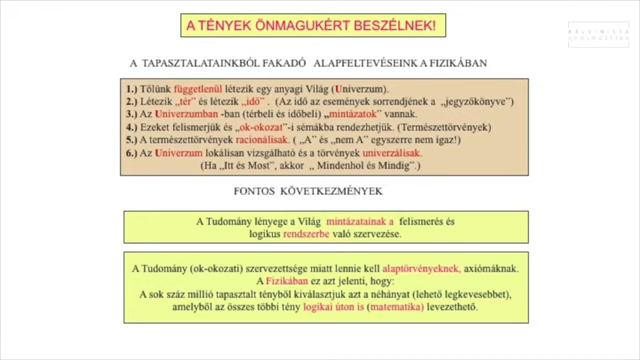 A TÉNYEK ÖNMAGUKÉRT BESZÉLNEK!
A TAPASZTALATAINKBÓL FAKADÓ ALAPFELTEVÉSEINK A FIZIKÁBAN
1.) Tőlünk függetlenül létezik egy anyagi Világ (Univerzum).
2.) Létezik „tér” és létezik „idő” . (Az idő az események sorrendjének a „jegyzőkönyve”)
3.) Az Univerzumban -ban (térbeli és időbeli) „mintázatok” vannak.
4.) Ezeket felismerjük és „ok-okozat”-i sémákba rendezhetjük. (Természettörvények)
5.) A természettörvények racionálisak. ( „A” és „nem A” egyszerre nem igaz!)
6.) Az Univerzum lokálisan vizsgálható és a törvények univerzálisak.
(Ha „Itt és Most”, akkor „ Mindenhol és Mindig”.)
FONTOS KÖVETKEZMÉNYEK
A Tudomány lényege a Világ mintázatainak a felismerés és
logikus rendszerbe való szervezése.
A Tudomány (ok-okozati) szervezettsége miatt lennie kell alaptörvényeknek, axiómáknak.
A Fizikában ez azt jelenti, hogy:
A sok száz millió tapasztalt tényből kiválasztjuk azt a néhányat (lehető legkevesebbet),
amelyből az összes többi tény logikai úton is (matematika) levezethető.